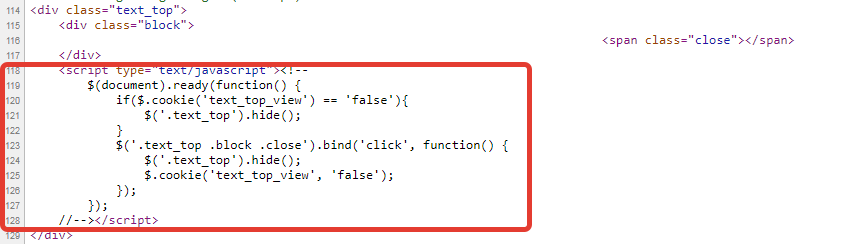 114 <div class="text_top">
115     <div class="block">
116                                                                                 <span class="close"></span>
117     </div>
118     <script type="text/javascript"><!--
119         $(document).ready(function() {
120             if($.cookie('text_top_view') == 'false'){
121                 $('.text_top').hide();
122             }
123             $('.text_top .block .close').bind('click', function() {
124                 $('.text_top').hide();
125                 $.cookie('text_top_view', 'false');
126             });
127         });
128     //--></script>
129 </div>